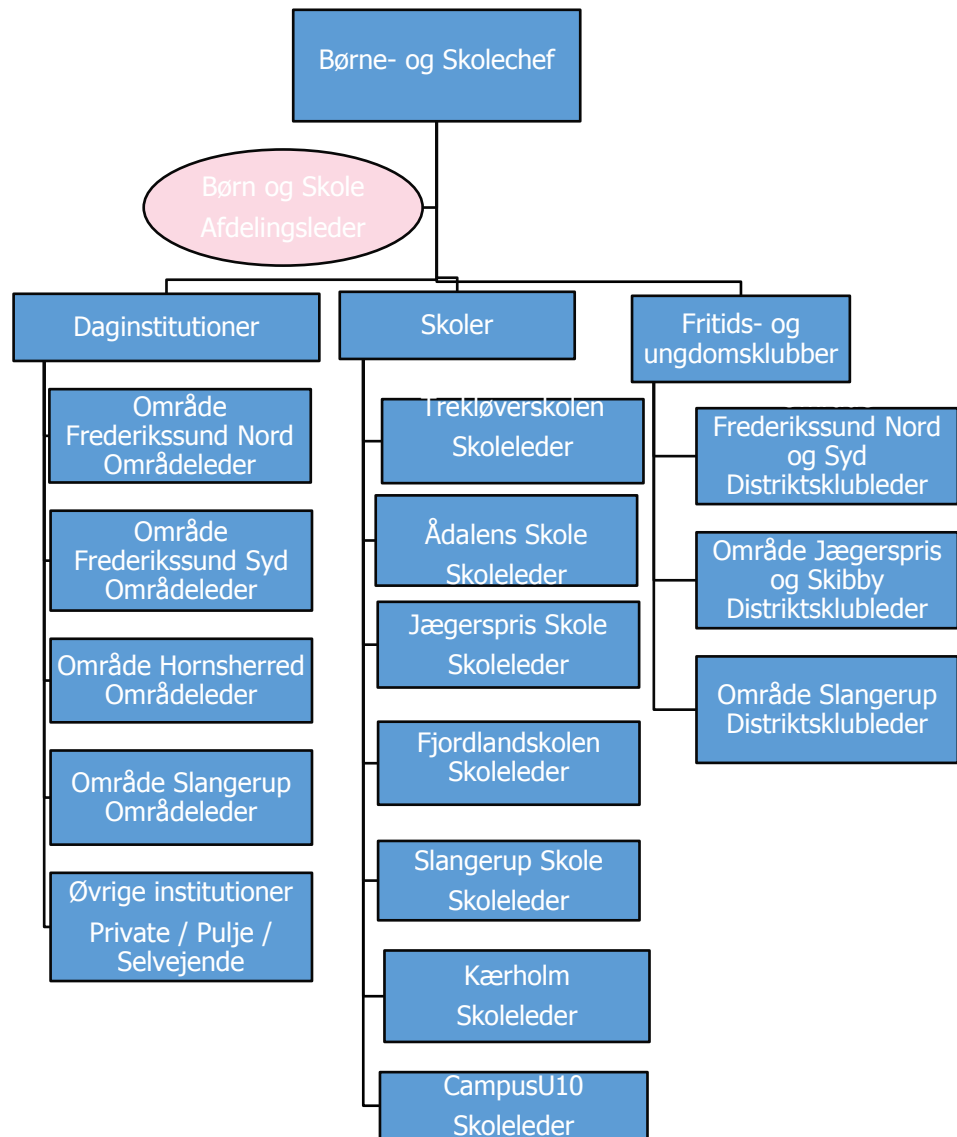 Børne- og Skolechef
Børn og Skole
Afdelingsleder
Daginstitutioner
Område
Frederikssund Nord
Områdeleder
Område
Frederikssund Syd
Områdeleder
Område Hornsherred
Områdeleder
Område Slangerup
Områdeleder
Øvrige institutioner
Private / Pulje /
Selvejende
Skoler
Trekløverskolen
Skoleleder
Ådalens Skole
Skoleleder
Jægerspris Skole
Skoleleder
Fjordlandskolen
Skoleleder
Slangerup Skole
Skoleleder
Kærholm
Skoleleder
CampusU10
Skoleleder
Fritids- og
ungdomsklubber
Frederikssund Nord
og Syd
Distriktsklubleder
Område Jægerspris
og Skibby
Distriktsklubleder
Område Slangerup
Distriktsklubleder